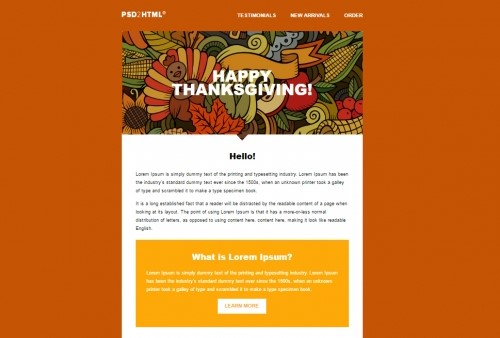 PSD2HTML®
TESTIMONIALS NEW ARRIVALS ORDER
HAPPY
THANKSGIVING!
Hello!
Lorem Ipsum is simply dummy text of the printing and typesetting industry. Lorem Ipsum has been
the industry's standard dummy text ever since the 1500s, when an unknown printer took a galley
of type and scrambled it to make a type specimen book.
It is a long established fact that a reader will be distracted by the readable content of a page when
looking at its layout. The point of using Lorem Ipsum is that it has a more-or-less normal
distribution of letters, as opposed to using content here, content here, making it look like readable
English.
What is Lorem Ipsum?
Lorem Ipsum is simply dummy text of the printing and typesetting industry. Lorem Ipsum has
been the industry's standard dummy text ever since the 1500s, when an unknown
printer took a galley of type and scrambled it to make a type specimen book.
LEARN MORE